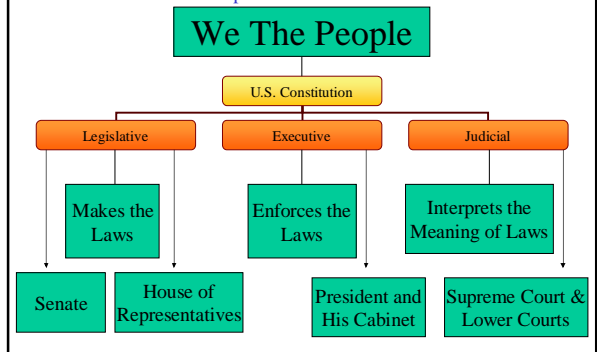 We The People
U.S. Constitution
Legislative
Executive
Judicial
Makes the
Laws
Enforces the
Laws
Interprets the
Meaning of Laws
Senate
House of
Representatives
President and
His Cabinet
Supreme Court &
Lower Courts